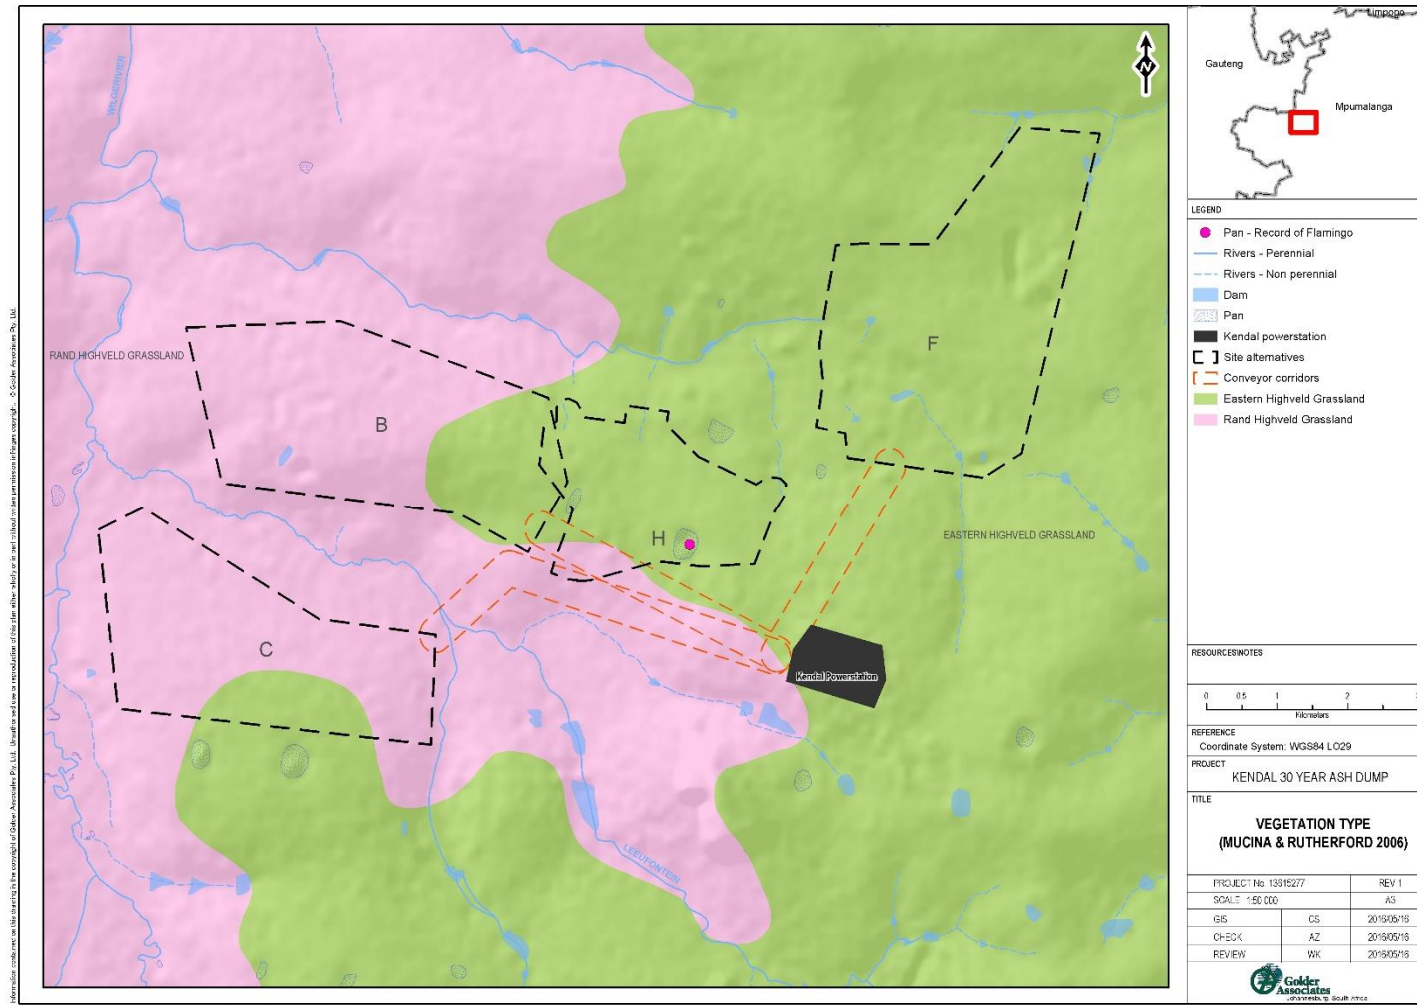 WILGERIVIER
RAND HIGHVELD GRASSLAND
B
F
H
C
EASTERN HIGHVELD GRASSLAND
Kendal Powerstation
LEEUFONTEIN
N
Limpopo
Gauteng
Mpumalanga
LEGEND
Pan - Record of Flamingo
Rivers - Perennial
Rivers - Non perennial
Dam
Pan
Kendal powerstation
Site alternatives
Conveyor corridors
Eastern Highveld Grassland
Rand Highveld Grassland
RESOURCES\NOTES
0 0.5 1 2
Kilometers
REFERENCE
Coordinate System: WGS84 LO29
PROJECT
KENDAL 30 YEAR ASH DUMP
TITLE
VEGETATION TYPE
(MUCINA & RUTHERFORD 2006)
PROJECT No. 13615277 REV 1
SCALE 1:50 000 A3
GIS CS 2016/05/16
CHECK AZ 2016/05/16
REVIEW WK 2016/05/16
Golder
Associates
Johannesburg, South Africa